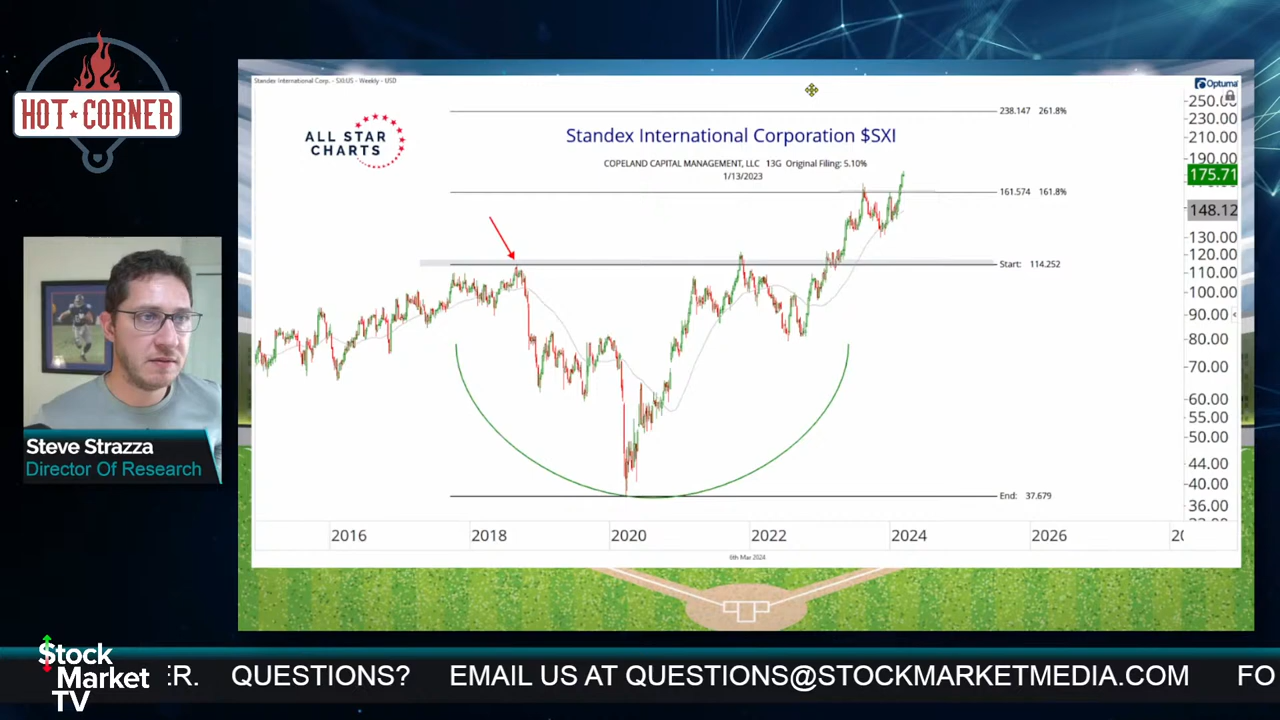 HOT★CORNER
Standex International Corp. - SXI:US - Weekly - USD
Optuma
ALL STAR
CHARTS
Standex International Corporation $SXI
COPELAND CAPITAL MANAGEMENT, LLC 13G Original Filing: 5.10%
1/13/2023
238.147 261.8%
161.574 161.8%
Start: 114.252
End: 37.679
250.00
230.00
210.00
190.00
175.71
148.12
130.00
120.00
110.00
100.00
90.00
80.00
70.00
60.00
55.00
50.00
44.00
40.00
36.00
2016 2018 2020 2022 2024 2026
6th Mar 2024
Steve Strazza
Director Of Research
Stock
Market
TV
ER. QUESTIONS? EMAIL US AT QUESTIONS@STOCKMARKETMEDIA.COM FO